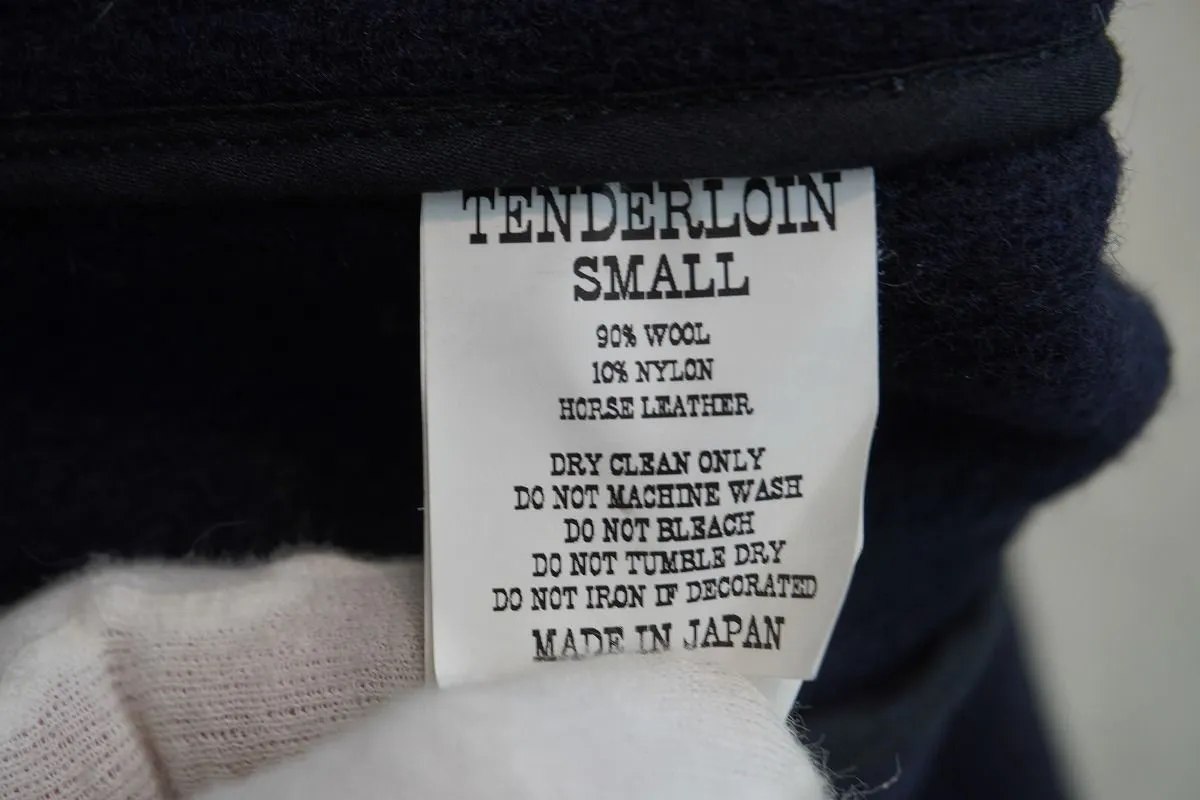 TENDERLOIN
SMALL
90% WOOL
10% NYLON
HORSE LEATHER
DRY CLEAN ONLY
DO NOT MACHINE WASH
DO NOT BLEACH
DO NOT TUMBLE DRY
DO NOT IRON IF DECORATED
MADE IN JAPAN